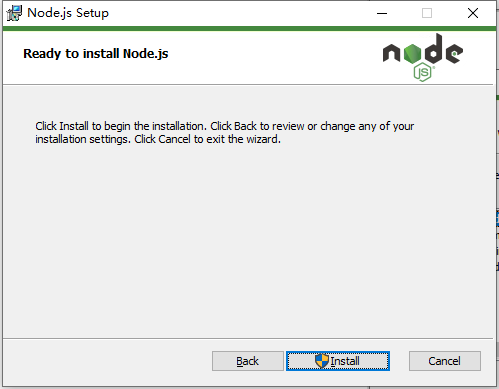 Node.js Setup
Ready to install Node.js
node
JS
Click Install to begin the installation. Click Back to review or change any of your
installation settings. Click Cancel to exit the wizard.
Back
Install
Cancel